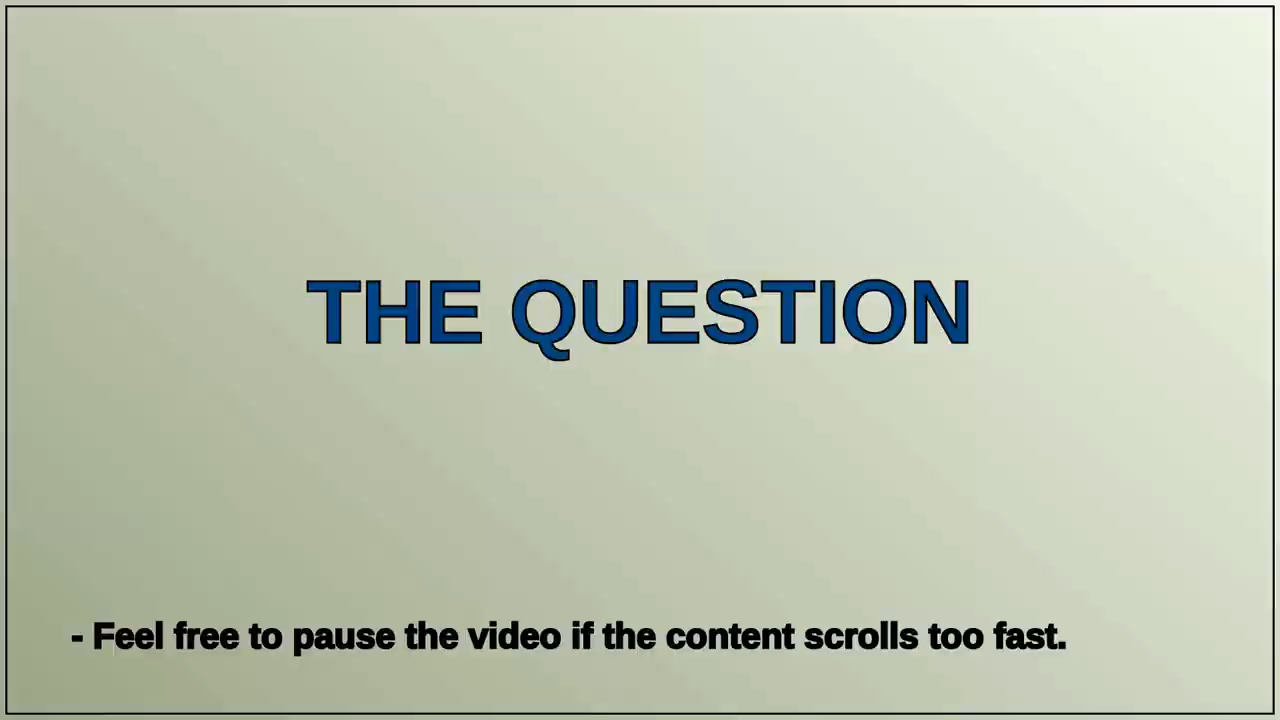 THE QUESTION
- Feel free to pause the video if the content scrolls too fast.